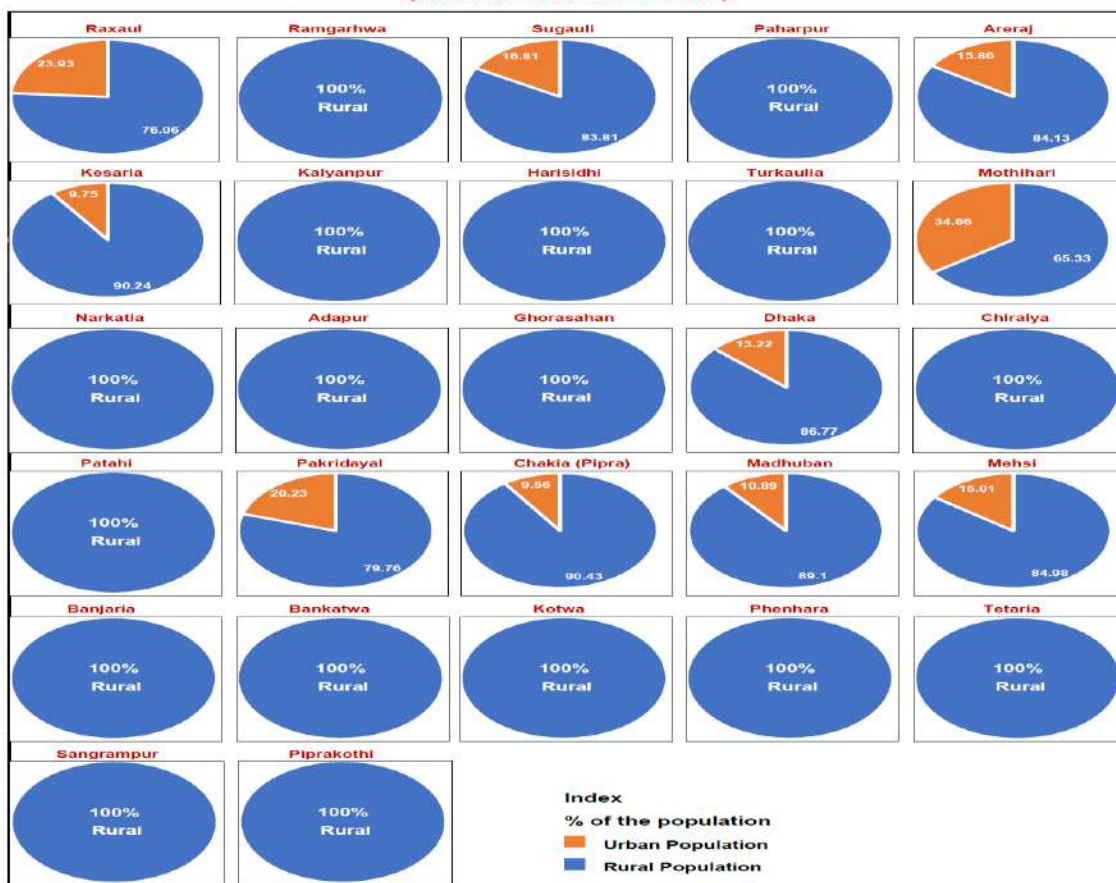 Raxaul Ramgarhwa Sugauli Paharpur Areraj
23.93 76.06
100% Rural
16.81 83.81
100% Rural
15.86 84.13
Kesaria Kalyanpur Harisidhi Turkaulia Mothihari
9.75 90.24
100% Rural
100% Rural
100% Rural
34.66 65.33
Narkatia Adapur Ghorasahan Dhaka Chiraiya
100% Rural
100% Rural
100% Rural
13.22 86.77
100% Rural
Patahi Pakridayal Chakia (Pipra) Madhuban Mehsi
100% Rural
20.23 79.76
9.56 90.43
10.89 89.1
15.01 84.98
Banjaria Bankatwa Kotwa Phenhara Tetaria
100% Rural
100% Rural
100% Rural
100% Rural
100% Rural
Sangrampur Piprakothi
100% Rural
100% Rural
Index
% of the population
Urban Population
Rural Population